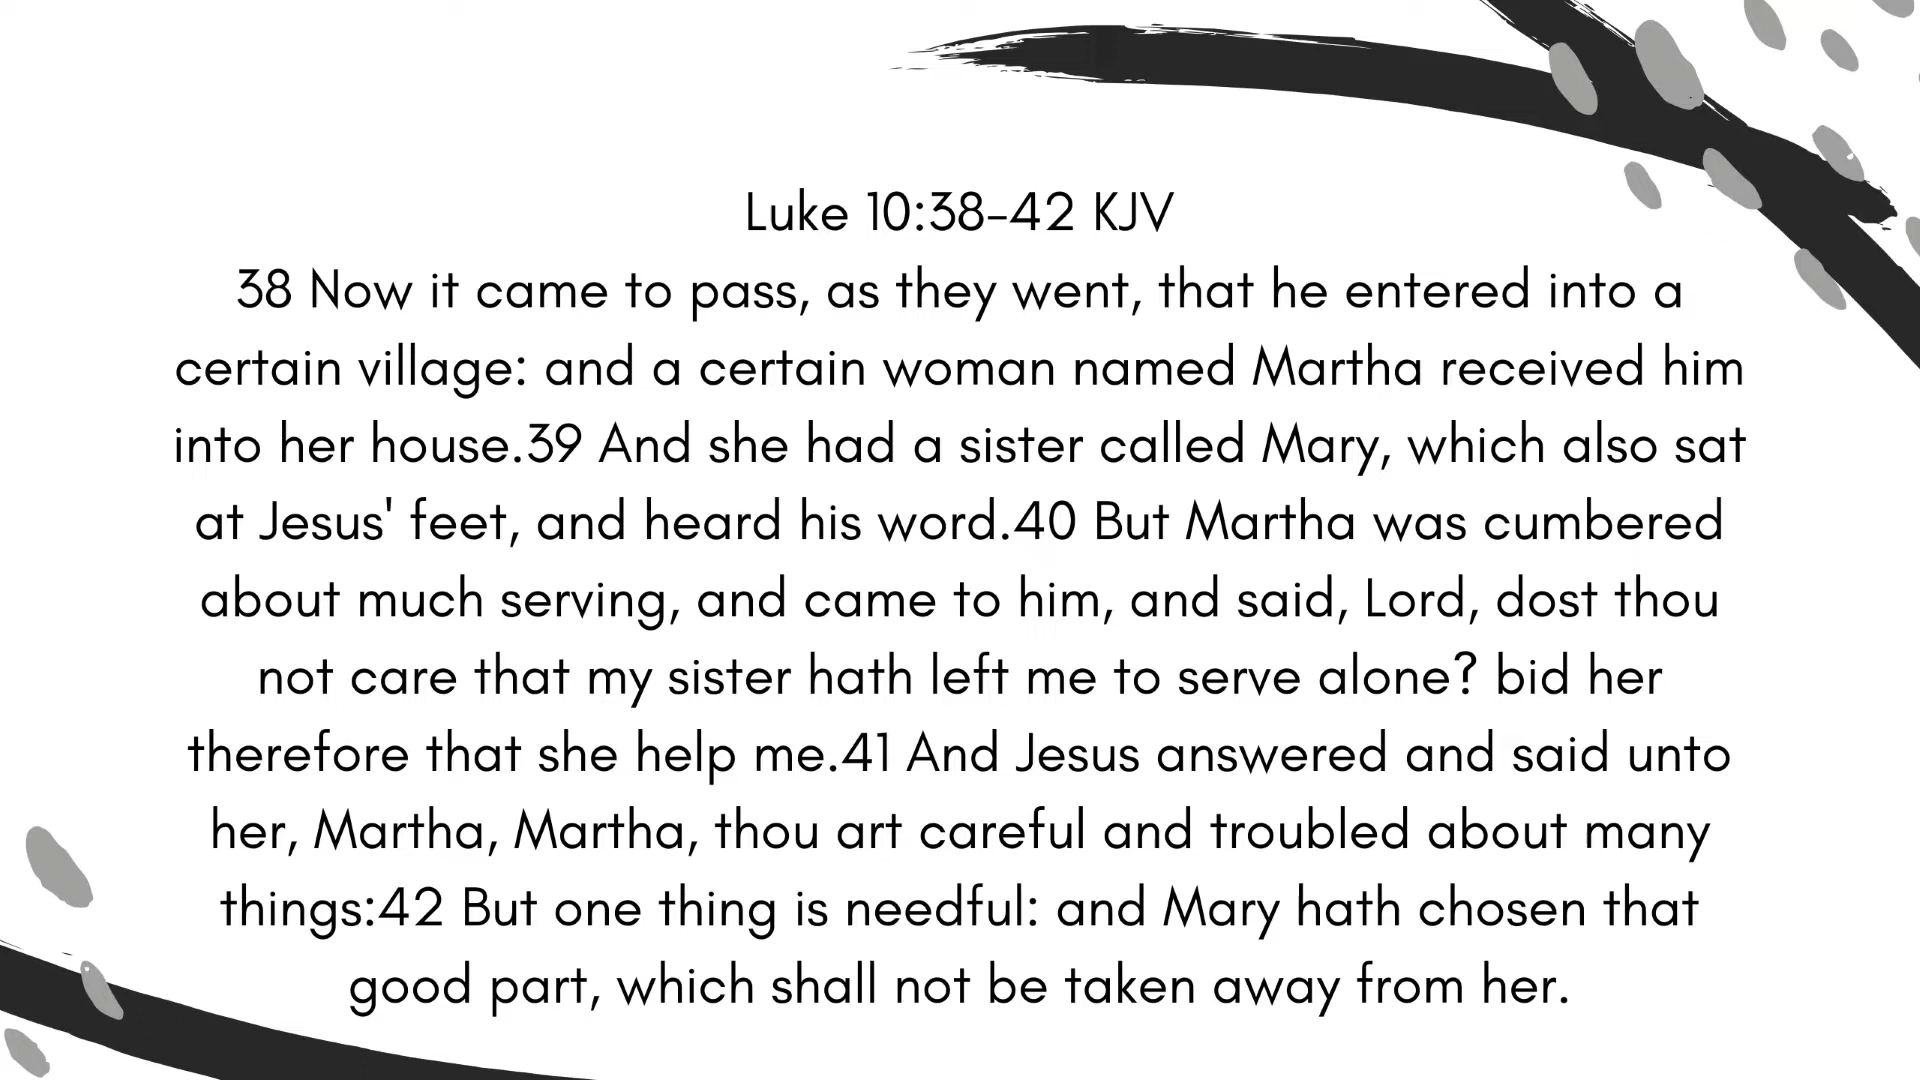 Luke 10:38-42 KJV
38 Now it came to pass, as they went, that he entered into a
certain village: and a certain woman named Martha received him
into her house.39 And she had a sister called Mary, which also sat
at Jesus' feet, and heard his word.40 But Martha was cumbered
about much serving, and came to him, and said, Lord, dost thou
not care that my sister hath left me to serve alone? bid her
therefore that she help me.41 And Jesus answered and said unto
her, Martha, Martha, thou art careful and troubled about many
things:42 But one thing is needful: and Mary hath chosen that
good part, which shall not be taken away from her.